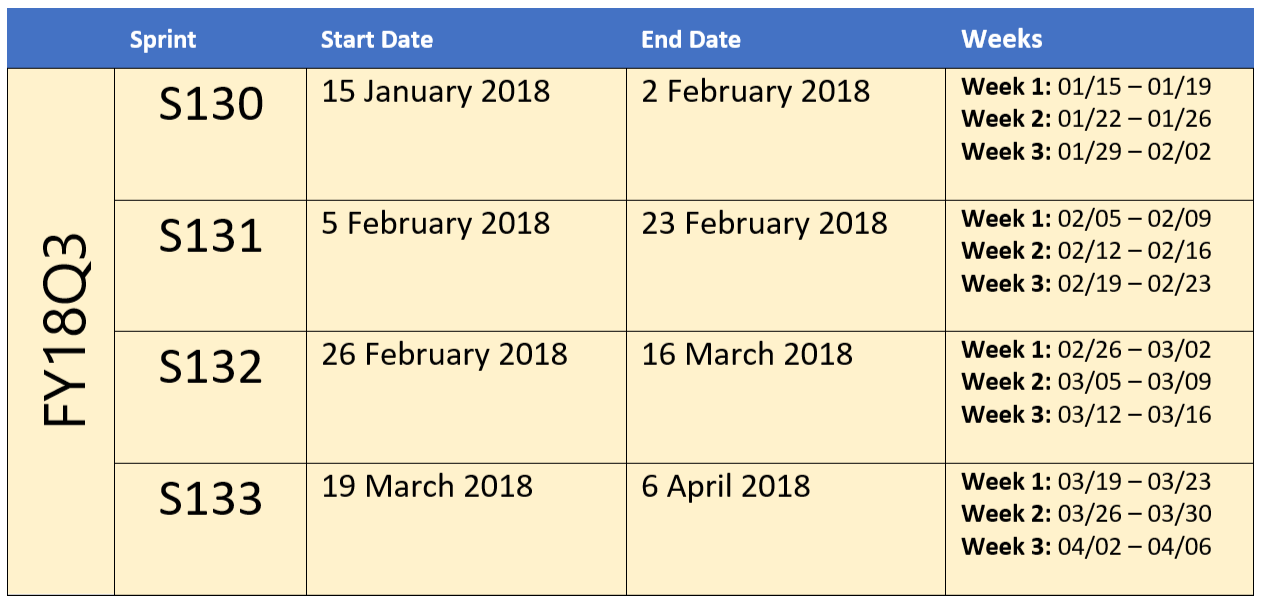 Sprint Start Date End Date Weeks
FY18Q3
S130 15 January 2018 2 February 2018 Week 1: 01/15 – 01/19
Week 2: 01/22 – 01/26
Week 3: 01/29 – 02/02
S131 5 February 2018 23 February 2018 Week 1: 02/05 – 02/09
Week 2: 02/12 – 02/16
Week 3: 02/19 – 02/23
S132 26 February 2018 16 March 2018 Week 1: 02/26 – 03/02
Week 2: 03/05 – 03/09
Week 3: 03/12 – 03/16
S133 19 March 2018 6 April 2018 Week 1: 03/19 – 03/23
Week 2: 03/26 – 03/30
Week 3: 04/02 – 04/06